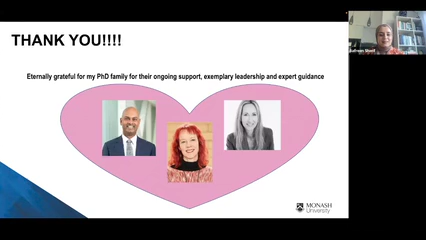 THANK YOU!!!!
Eternally grateful for my PhD family for their ongoing support, exemplary leadership and expert guidance
MONASH
University